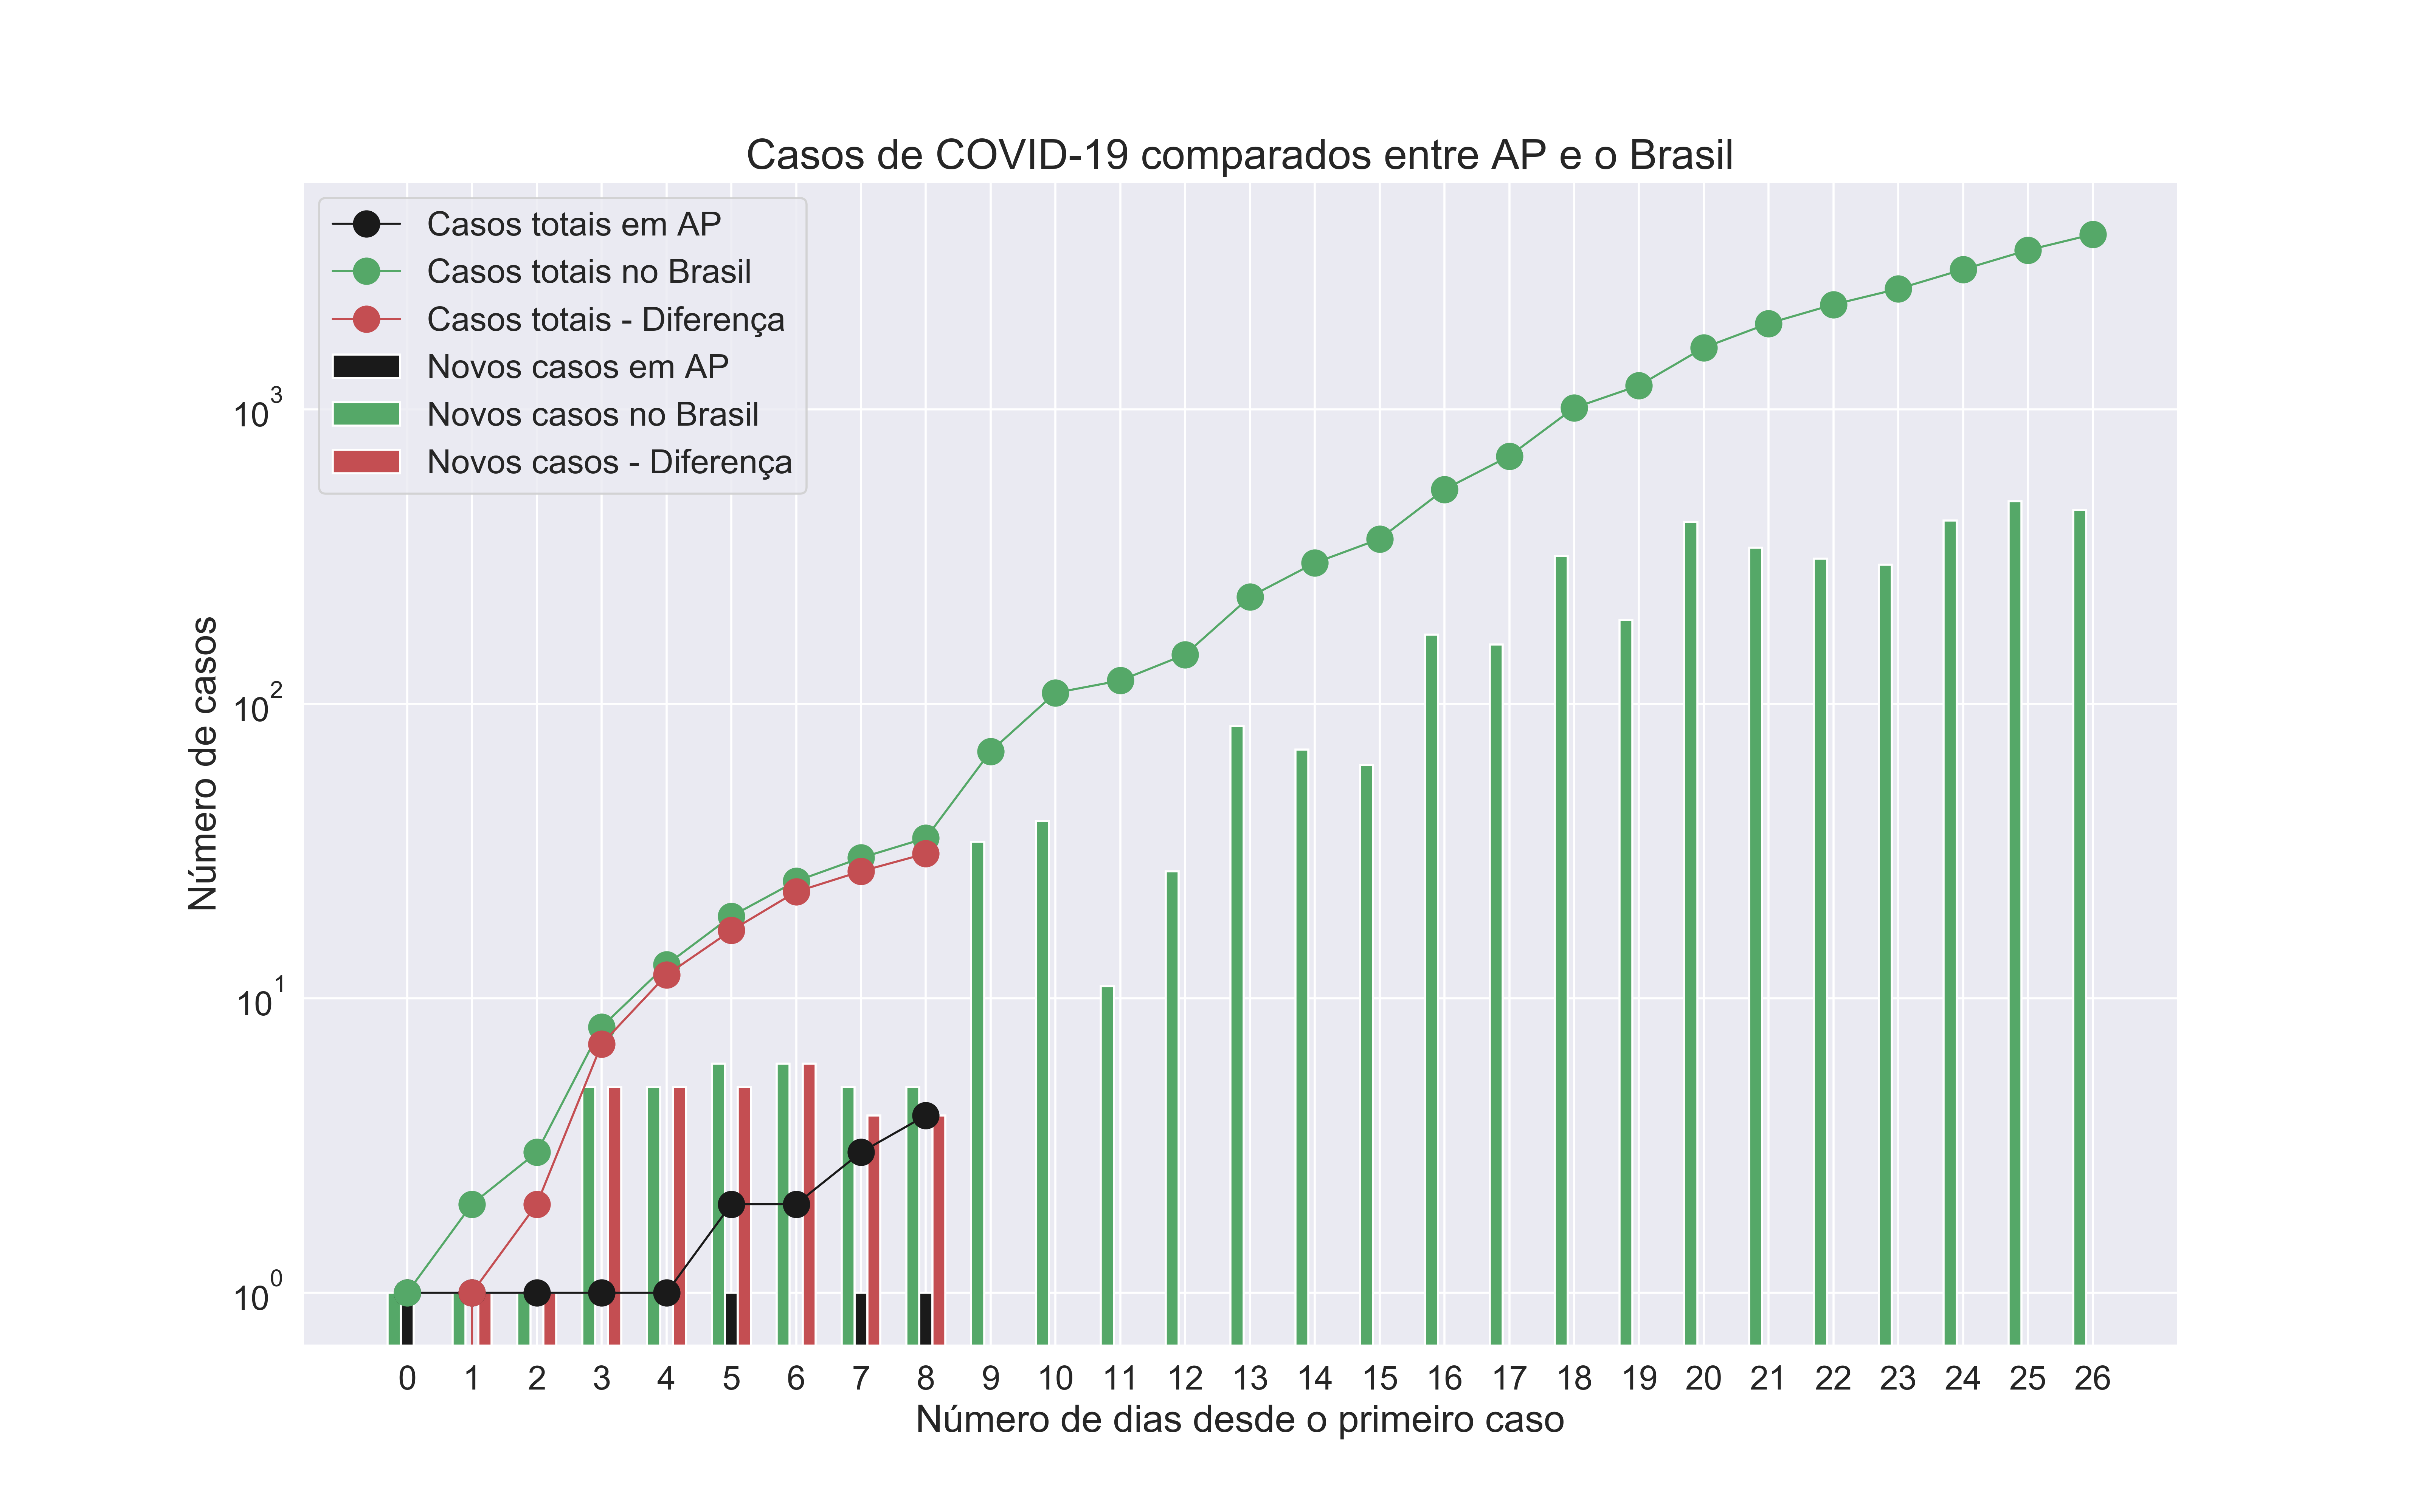 Casos de COVID-19 comparados entre AP e o Brasil
Casos totais em AP
Casos totais no Brasil
Casos totais - Diferença
Novos casos em AP
Novos casos no Brasil
Novos casos - Diferença
Número de casos
10³
10²
10¹
10⁰
0 1 2 3 4 5 6 7 8 9 10 11 12 13 14 15 16 17 18 19 20 21 22 23 24 25 26
Número de dias desde o primeiro caso